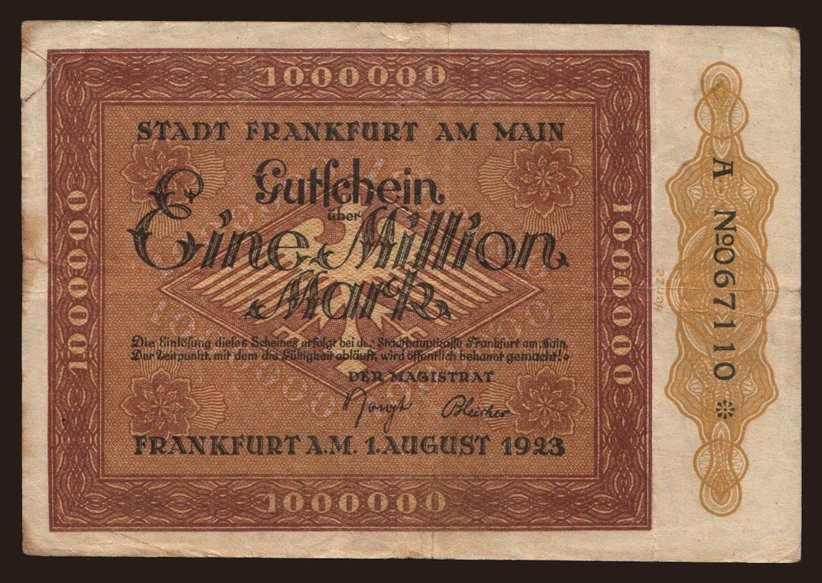 1000000
STADT FRANKFURT AM MAIN
Gutschein
über
Eine Million
Mark
Die Einlösung dieses Scheines erfolgt bei der Stadthauptkasse Frankfurt am Main.
Der Zeitpunkt, mit dem die Gültigkeit abläuft, wird öffentlich bekannt gemacht!
DER MAGISTRAT
Voigt Bleicher
FRANKFURT A.M. 1. AUGUST 1923
1000000
1000000
1000000
A No067110 *